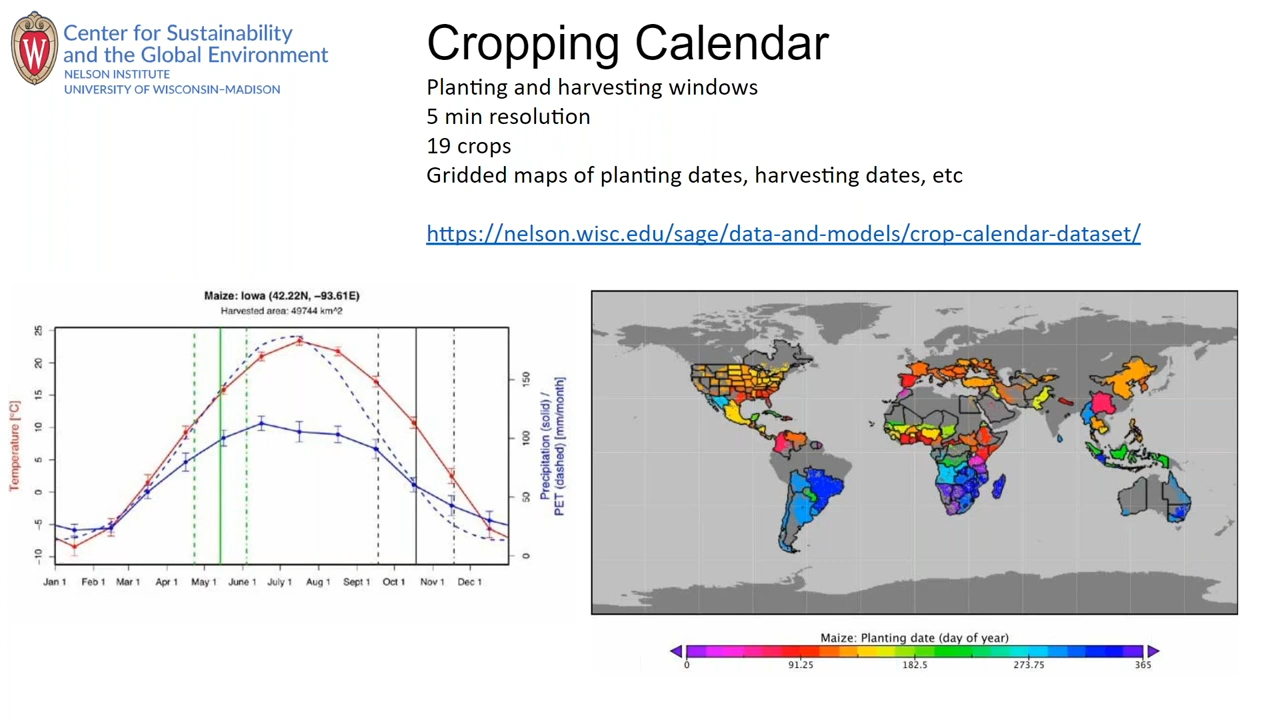 Center for Sustainability
and the Global Environment
NELSON INSTITUTE
UNIVERSITY OF WISCONSIN–MADISON
W
Cropping Calendar
Planting and harvesting windows
5 min resolution
19 crops
Gridded maps of planting dates, harvesting dates, etc
https://nelson.wisc.edu/sage/data-and-models/crop-calendar-dataset/
Maize: Iowa (42.22N, −93.61E)
Harvested area: 49744 km^2
Temperature [°C]
25
20
15
10
5
0
−5
−10
150
100
50
0
Precipitation (solid) /
PET (dashed) [mm/month]
Jan 1 Feb 1 Mar 1 Apr 1 May 1 June 1 July 1 Aug 1 Sept 1 Oct 1 Nov 1 Dec 1
Maize: Planting date (day of year)
0 91.25 182.5 273.75 365